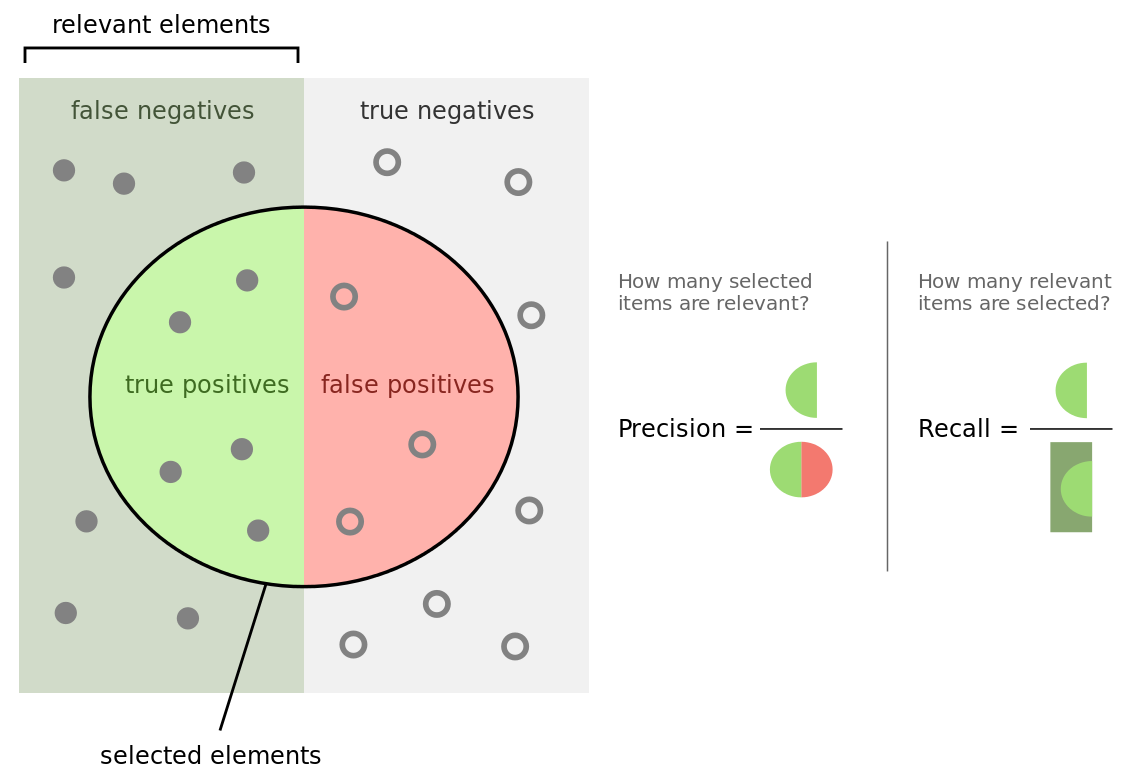 relevant elements
false negatives
true negatives
true positives
false positives
selected elements
How many selected
items are relevant?
Precision =
How many relevant
items are selected?
Recall =